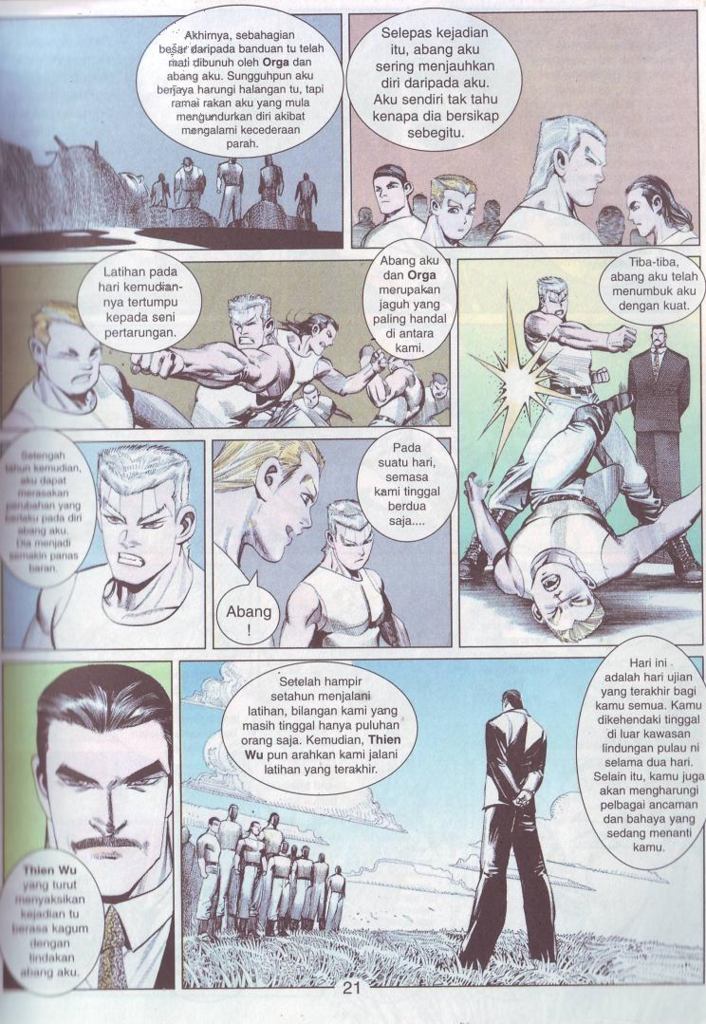 Akhirnya, sebahagian
besar daripada banduan tu telah
mati dibunuh oleh Orga dan
abang aku. Sungguhpun aku
berjaya harungi halangan tu, tapi
ramai rakan aku yang mula
mengundurkan diri akibat
mengalami kecederaan
parah.
Selepas kejadian
itu, abang aku
sering menjauhkan
diri daripada aku.
Aku sendiri tak tahu
kenapa dia bersikap
sebegitu.
Latihan pada
hari kemudian-
nya tertumpu
kepada seni
pertarungan.
Abang aku
dan Orga
merupakan
jaguh yang
paling handal
di antara
kami.
Tiba-tiba,
abang aku telah
menumbuk aku
dengan kuat.
Setengah
tahun kemudian,
aku dapat
merasakan
perubahan yang
berlaku pada diri
abang aku.
Dia menjadi
semakin panas
baran.
Pada
suatu hari,
semasa
kami tinggal
berdua
saja....
Abang
!
Thien Wu
yang turut
menyaksikan
kejadian tu
berasa kagum
dengan
tindakan
abang aku.
Setelah hampir
setahun menjalani
latihan, bilangan kami yang
masih tinggal hanya puluhan
orang saja. Kemudian, Thien
Wu pun arahkan kami jalani
latihan yang terakhir.
Hari ini
adalah hari ujian
yang terakhir bagi
kamu semua. Kamu
dikehendaki tinggal
di luar kawasan
lindungan pulau ni
selama dua hari.
Selain itu, kamu juga
akan mengharungi
pelbagai ancaman
dan bahaya yang
sedang menanti
kamu.
21